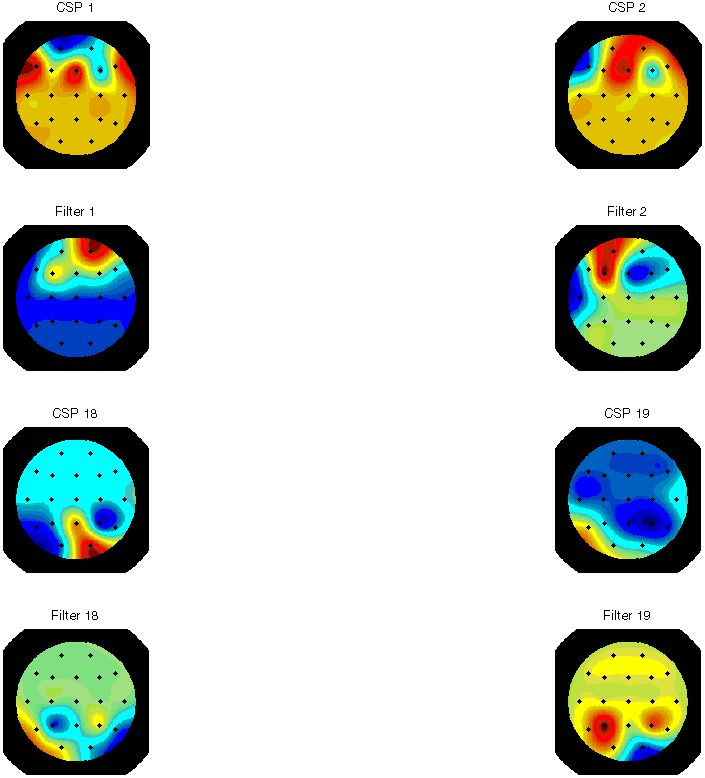 CSP 1
CSP 2
Filter 1
Filter 2
CSP 18
CSP 19
Filter 18
Filter 19